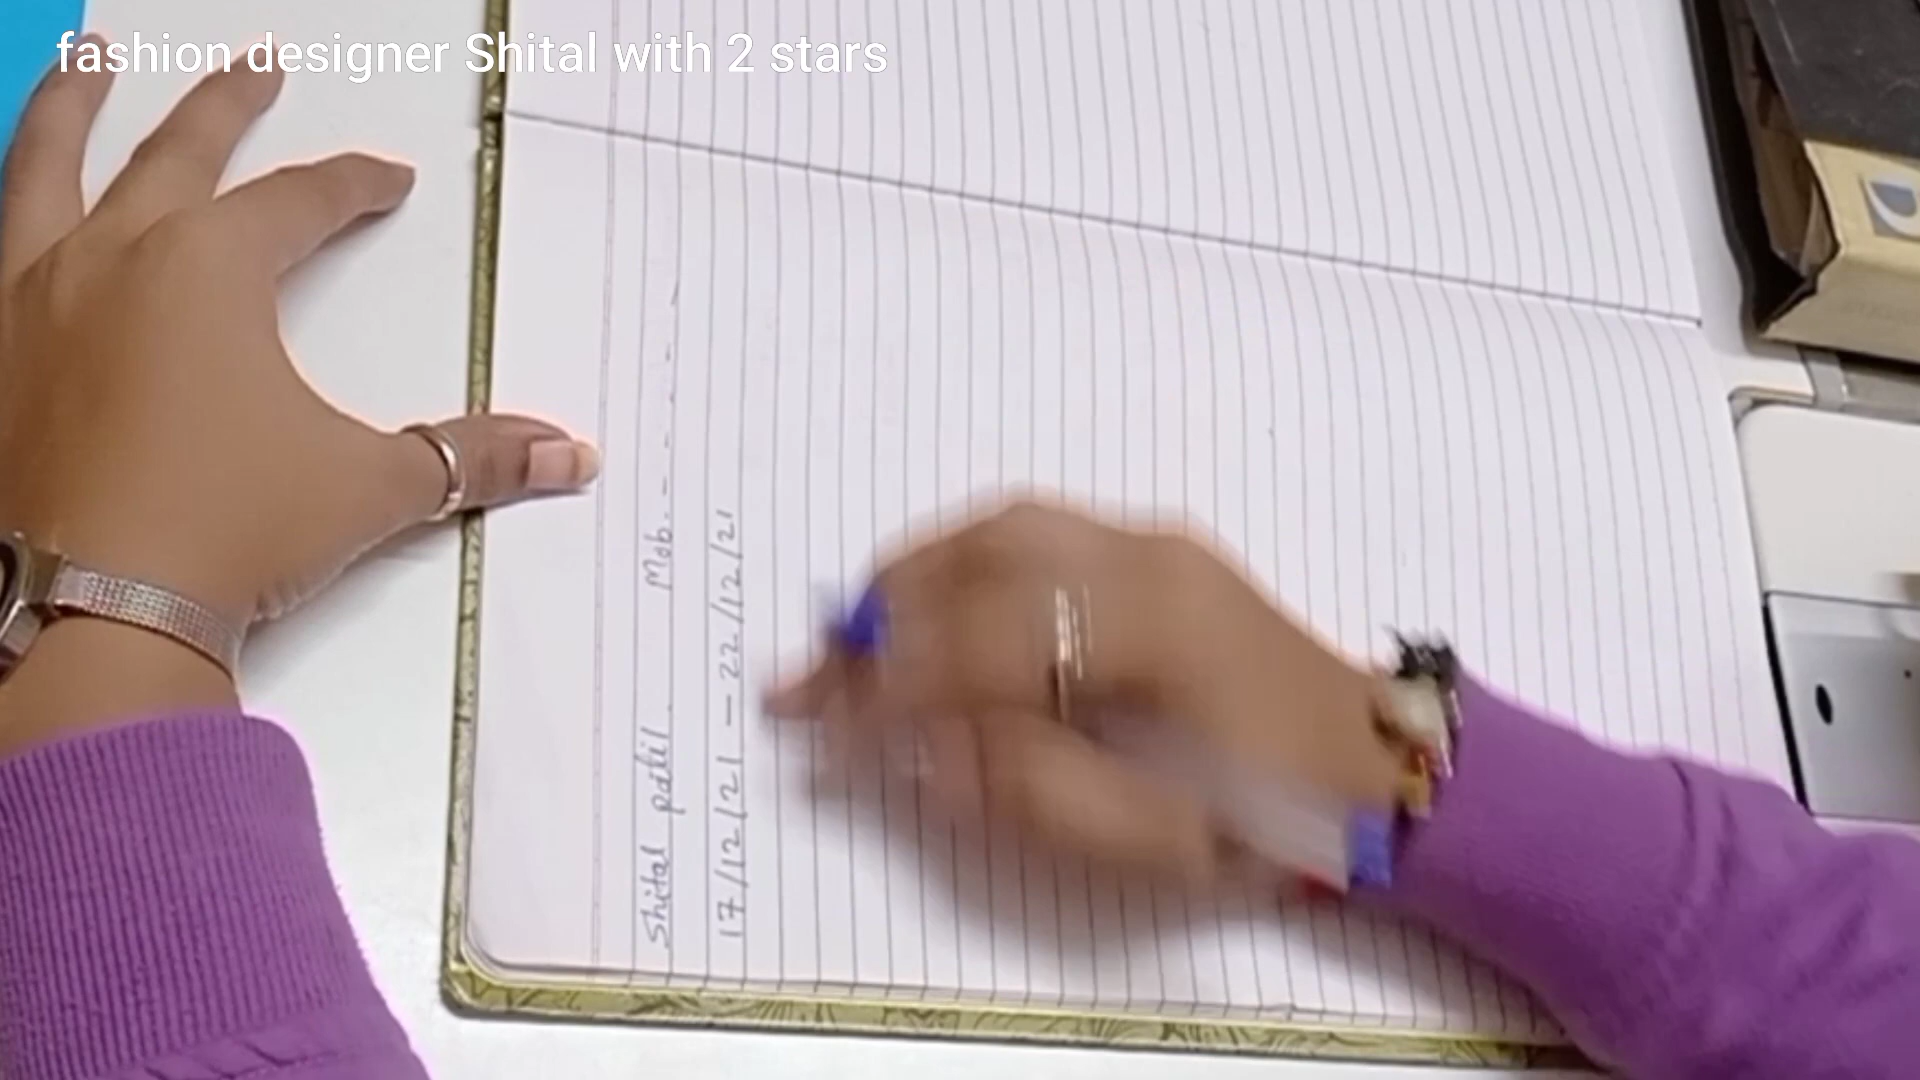 fashion designer Shital with 2 stars
Shital patil Mob.-------
17/12/21 - 22/12/21